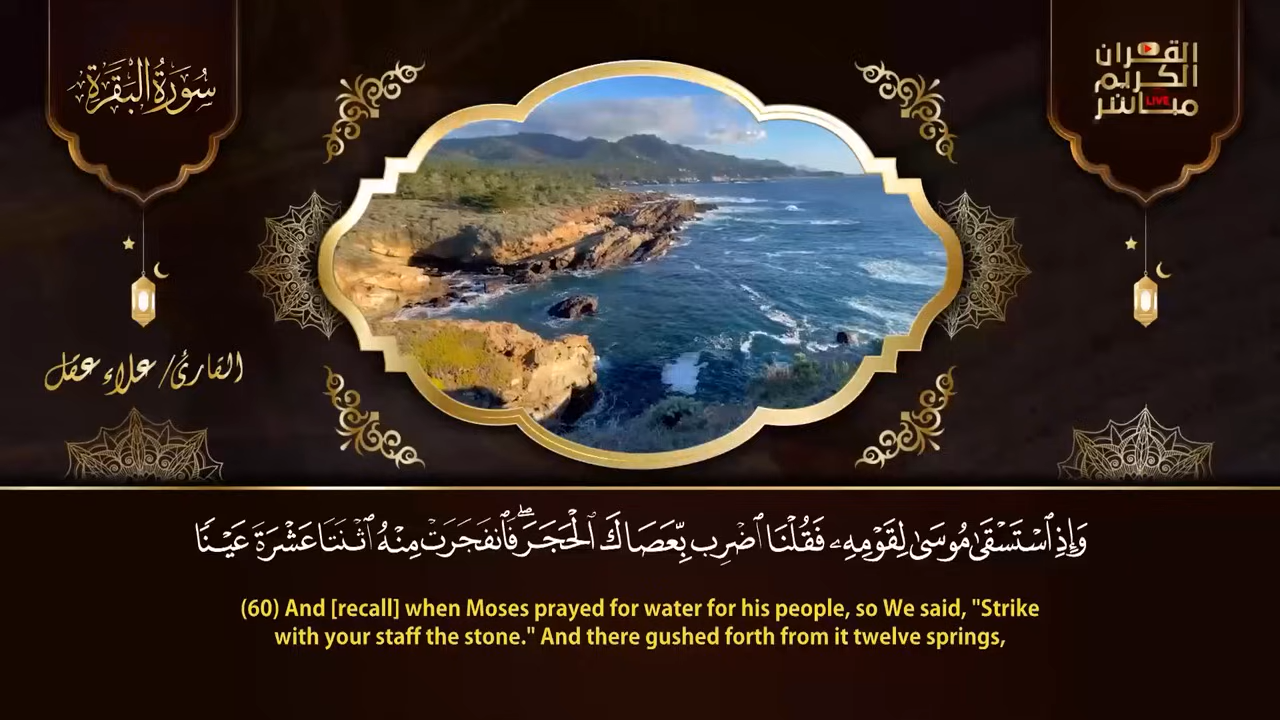 سُورَةُ البَقَرَةِ
القرآن
الكريم
مباشر
LIVE
القارئ/ علاء عقل
وَإِذِ ٱسْتَسْقَىٰ مُوسَىٰ لِقَوْمِهِۦ فَقُلْنَا ٱضْرِب بِّعَصَاكَ ٱلْحَجَرَ ۖ فَٱنفَجَرَتْ مِنْهُ ٱثْنَتَا عَشْرَةَ عَيْنًا
(60) And [recall] when Moses prayed for water for his people, so We said, "Strike
with your staff the stone." And there gushed forth from it twelve springs,